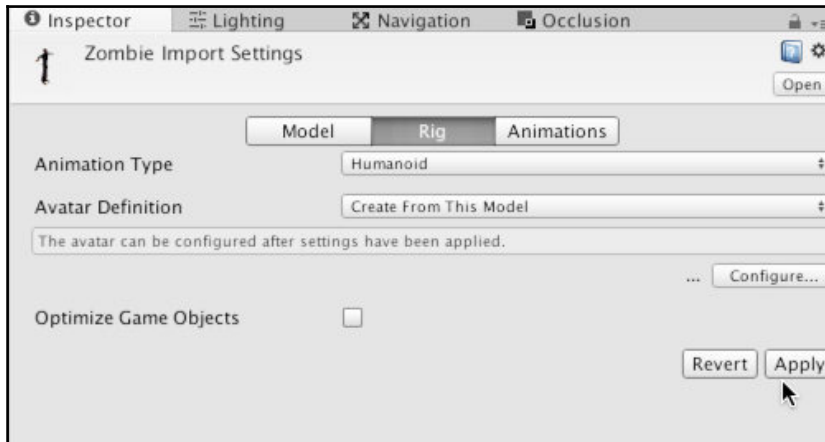 Inspector Lighting Navigation Occlusion
Zombie Import Settings
Open
Model Rig Animations
Animation Type Humanoid
Avatar Definition Create From This Model
The avatar can be configured after settings have been applied.
... Configure...
Optimize Game Objects
Revert Apply